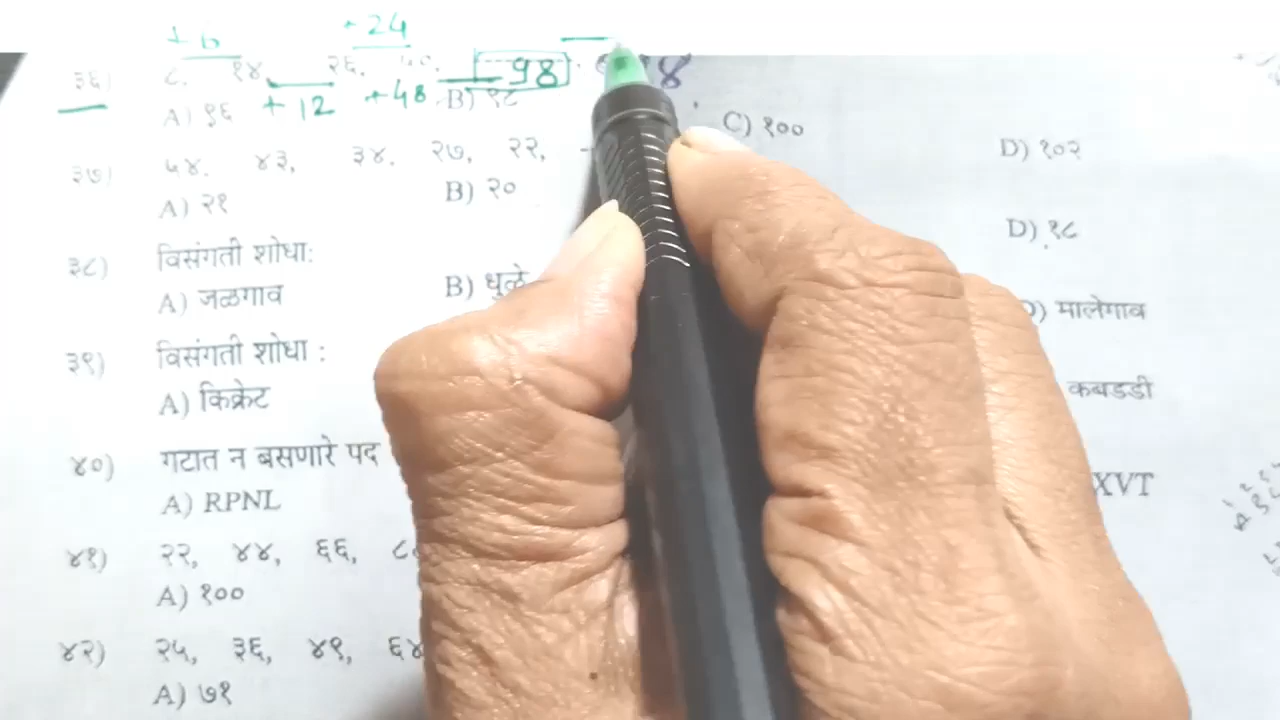 +6 +24
३६) ८, १४, २६, ५०, 98
+12 +48
A) ९६ B) ९८ C) १०० D) १०२
३७) ५४, ४३, ३४, २७, २२,
A) २१ B) २० D) १८
३८) विसंगती शोधा:
A) जळगाव B) धुळे D) मालेगाव
३९) विसंगती शोधा :
A) किक्रेट कबडडी
४०) गटात न बसणारे पद
A) RPNL XVT
४१) २२, ४४, ६६,
A) १००
४२) २५, ३६, ४९, ६४
A) ७१